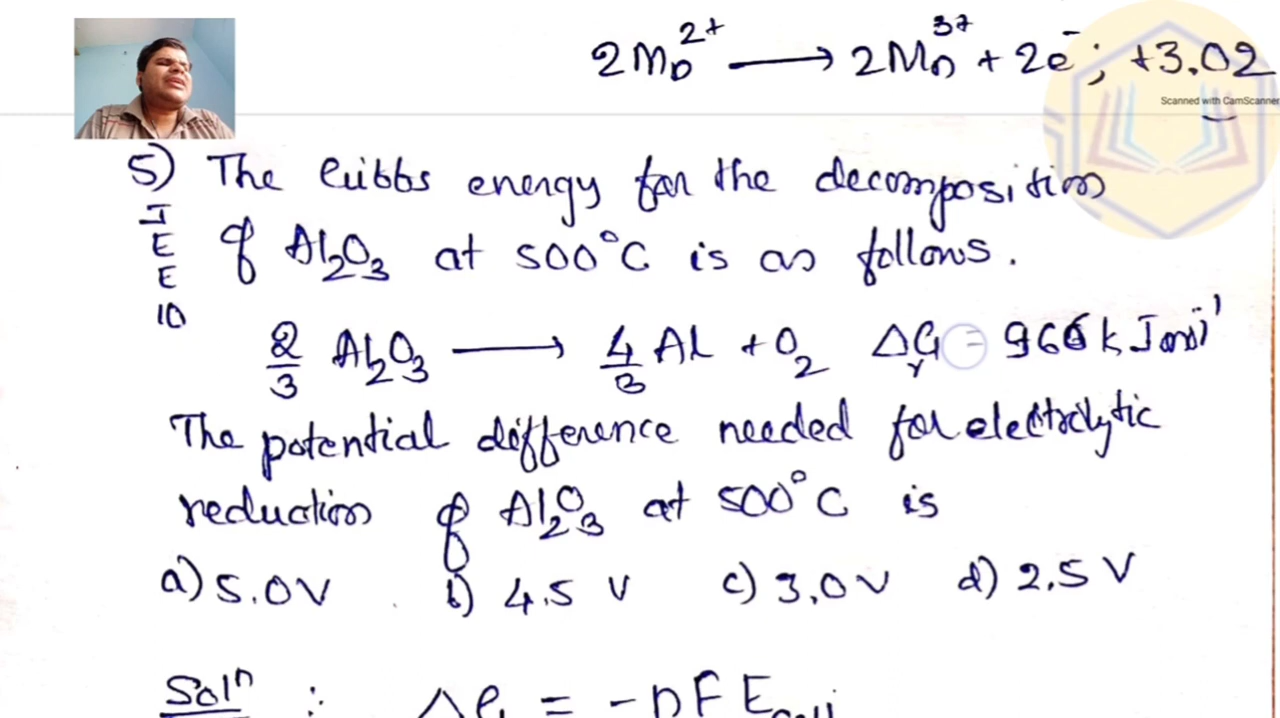 2Mn²⁺ ⟶ 2Mn³⁺ + 2e⁻ ; +3.02
Scanned with CamScanner
5) The Gibbs energy for the decomposition
JEE 10
of Al₂O₃ at 500°C is as follows.
2/3 Al₂O₃ ⟶ 4/3 Al + O₂ ΔᵣG = 966 kJ mol⁻¹
The potential difference needed for electrolytic
reduction of Al₂O₃ at 500°C is
a) 5.0V b) 4.5 V c) 3.0V d) 2.5 V
Solⁿ : ΔG = -nFEcell